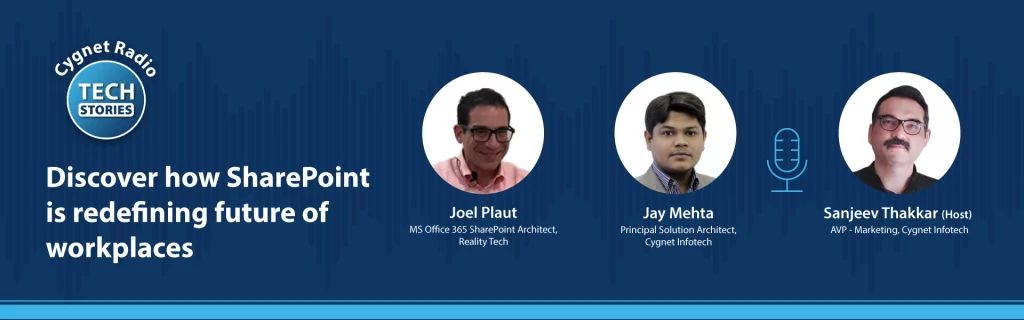 Cygnet Radio
TECH
STORIES
Discover how SharePoint
is redefining future of
workplaces
Joel Plaut
MS Office 365 SharePoint Architect,
Reality Tech
Jay Mehta
Principal Solution Architect,
Cygnet Infotech
Sanjeev Thakkar (Host)
AVP - Marketing, Cygnet Infotech